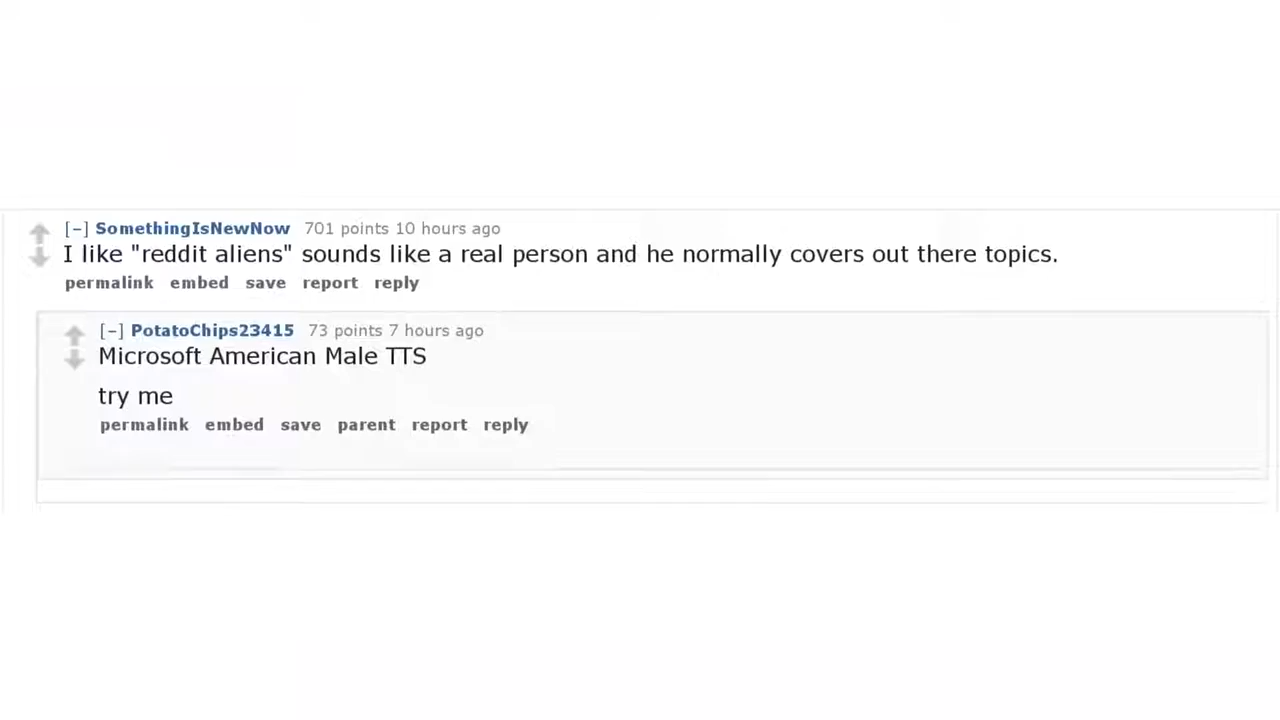 [-] SomethingIsNewNow 701 points 10 hours ago
I like "reddit aliens" sounds like a real person and he normally covers out there topics.
permalink embed save report reply
[-] PotatoChips23415 73 points 7 hours ago
Microsoft American Male TTS
try me
permalink embed save parent report reply